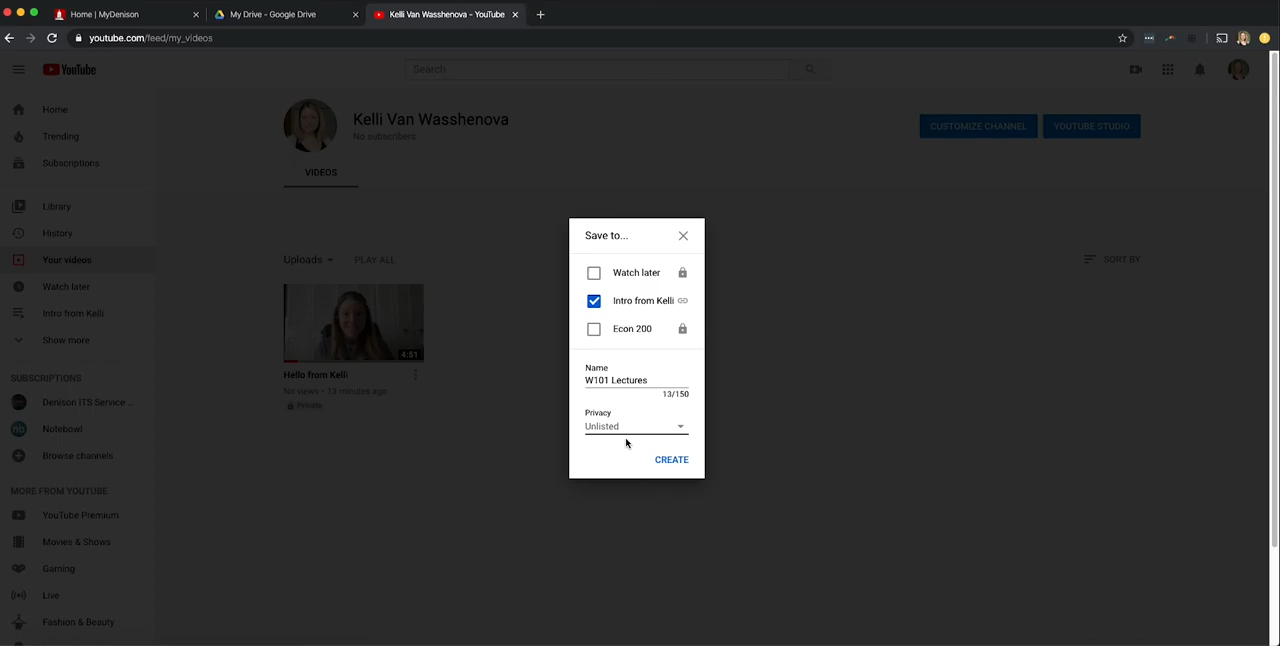 Home | MyDenison
My Drive - Google Drive
Kelli Van Wasshenova - YouTube
youtube.com/feed/my_videos
YouTube
Search
Home
Trending
Subscriptions
Library
History
Your videos
Watch later
Intro from Kelli
Show more
SUBSCRIPTIONS
Denison ITS Service ...
nb
Notebowl
Browse channels
MORE FROM YOUTUBE
YouTube Premium
Movies & Shows
Gaming
Live
Fashion & Beauty
Kelli Van Wasshenova
No subscribers
CUSTOMIZE CHANNEL
YOUTUBE STUDIO
VIDEOS
Uploads
PLAY ALL
SORT BY
4:51
Hello from Kelli
No views • 13 minutes ago
Private
Save to...
Watch later
Intro from Kelli
Econ 200
Name
W101 Lectures
13/150
Privacy
Unlisted
CREATE